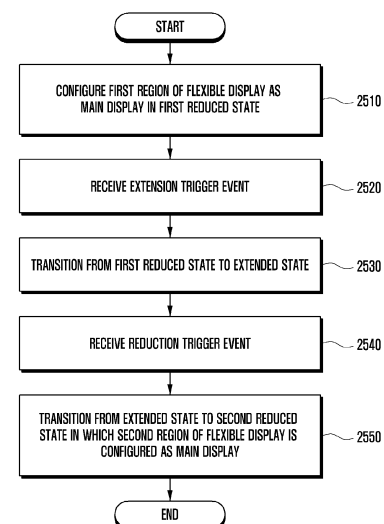 START
CONFIGURE FIRST REGION OF FLEXIBLE DISPLAY AS
MAIN DISPLAY IN FIRST REDUCED STATE
2510
RECEIVE EXTENSION TRIGGER EVENT
2520
TRANSITION FROM FIRST REDUCED STATE TO EXTENDED STATE
2530
RECEIVE REDUCTION TRIGGER EVENT
2540
TRANSITION FROM EXTENDED STATE TO SECOND REDUCED
STATE IN WHICH SECOND REGION OF FLEXIBLE DISPLAY IS
CONFIGURED AS MAIN DISPLAY
2550
END